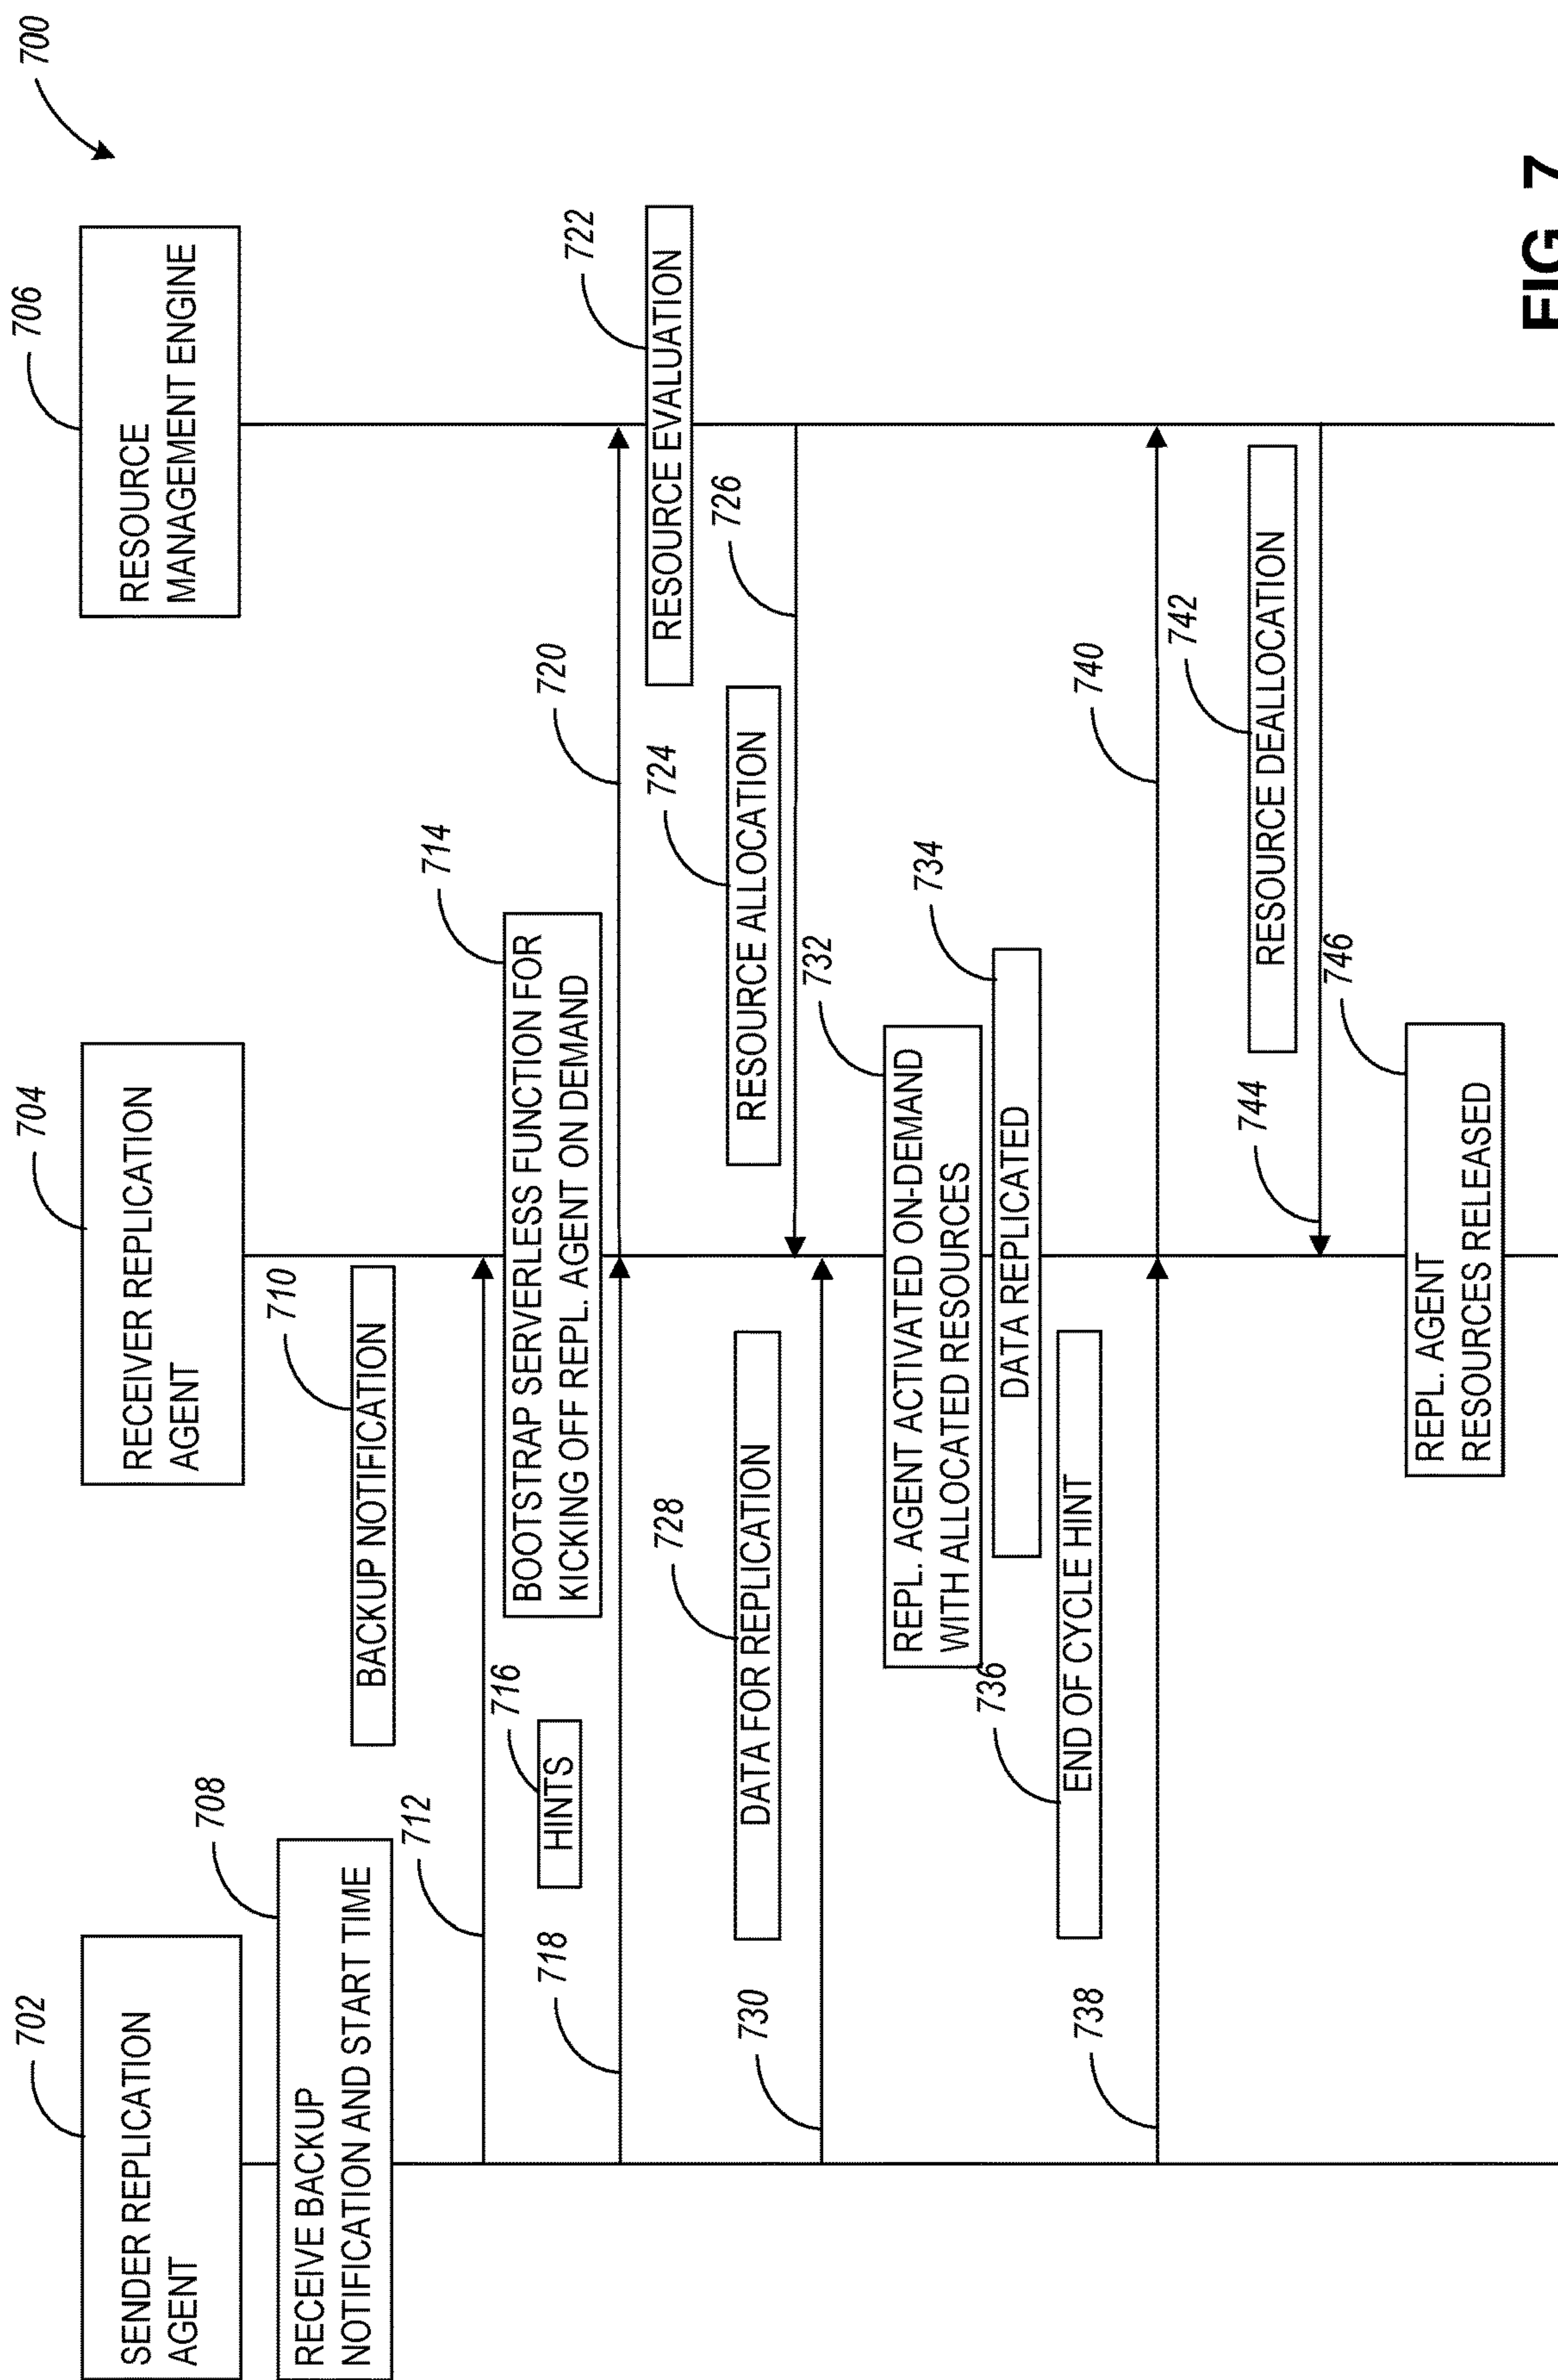 700
702
SENDER REPLICATION
AGENT
704
RECEIVER REPLICATION
AGENT
706
RESOURCE
MANAGEMENT ENGINE
708
RECEIVE BACKUP
NOTIFICATION AND START TIME
710
BACKUP NOTIFICATION
712
714
BOOTSTRAP SERVERLESS FUNCTION FOR
KICKING OFF REPL. AGENT ON DEMAND
716
HINTS
718
720
722
RESOURCE EVALUATION
724
RESOURCE ALLOCATION
726
728
DATA FOR REPLICATION
730
732
REPL. AGENT ACTIVATED ON-DEMAND
WITH ALLOCATED RESOURCES
734
DATA REPLICATED
736
END OF CYCLE HINT
738
740
742
RESOURCE DEALLOCATION
744
746
REPL. AGENT
RESOURCES RELEASED
FIG. 7